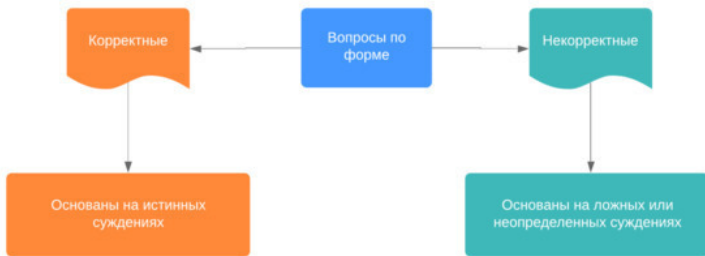 Корректные
Вопросы по
форме
Некорректные
Основаны на истинных
суждениях
Основаны на ложных или
неопределенных суждениях